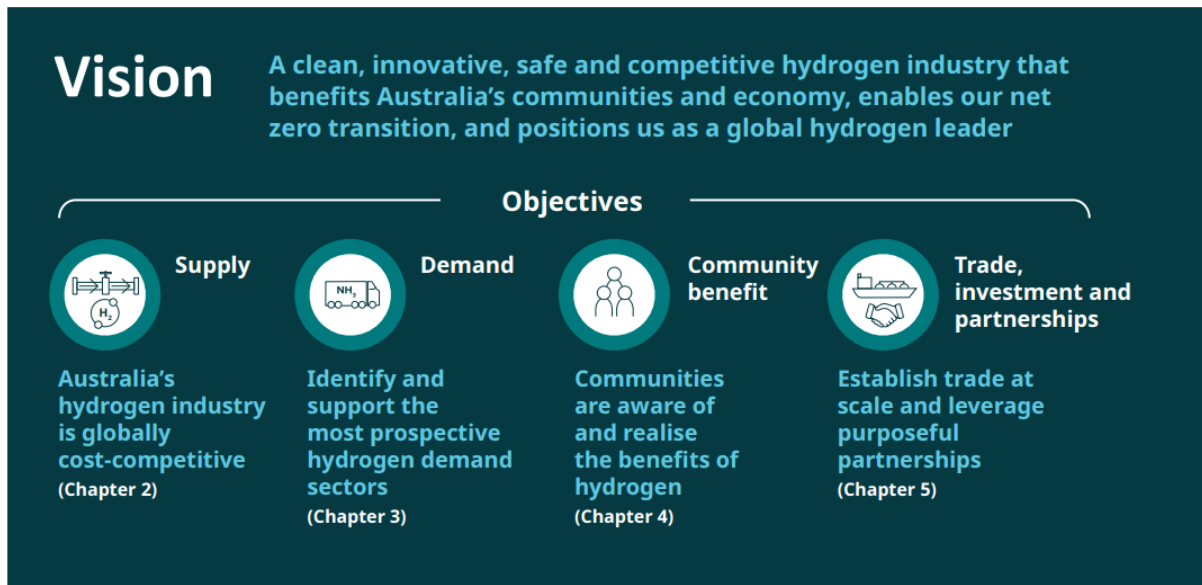 Vision
A clean, innovative, safe and competitive hydrogen industry that
benefits Australia’s communities and economy, enables our net
zero transition, and positions us as a global hydrogen leader
Objectives
H2
Supply
Australia’s
hydrogen industry
is globally
cost-competitive
(Chapter 2)
NH3
Demand
Identify and
support the
most prospective
hydrogen demand
sectors
(Chapter 3)
Community
benefit
Communities
are aware of
and realise
the benefits of
hydrogen
(Chapter 4)
Trade,
investment and
partnerships
Establish trade at
scale and leverage
purposeful
partnerships
(Chapter 5)